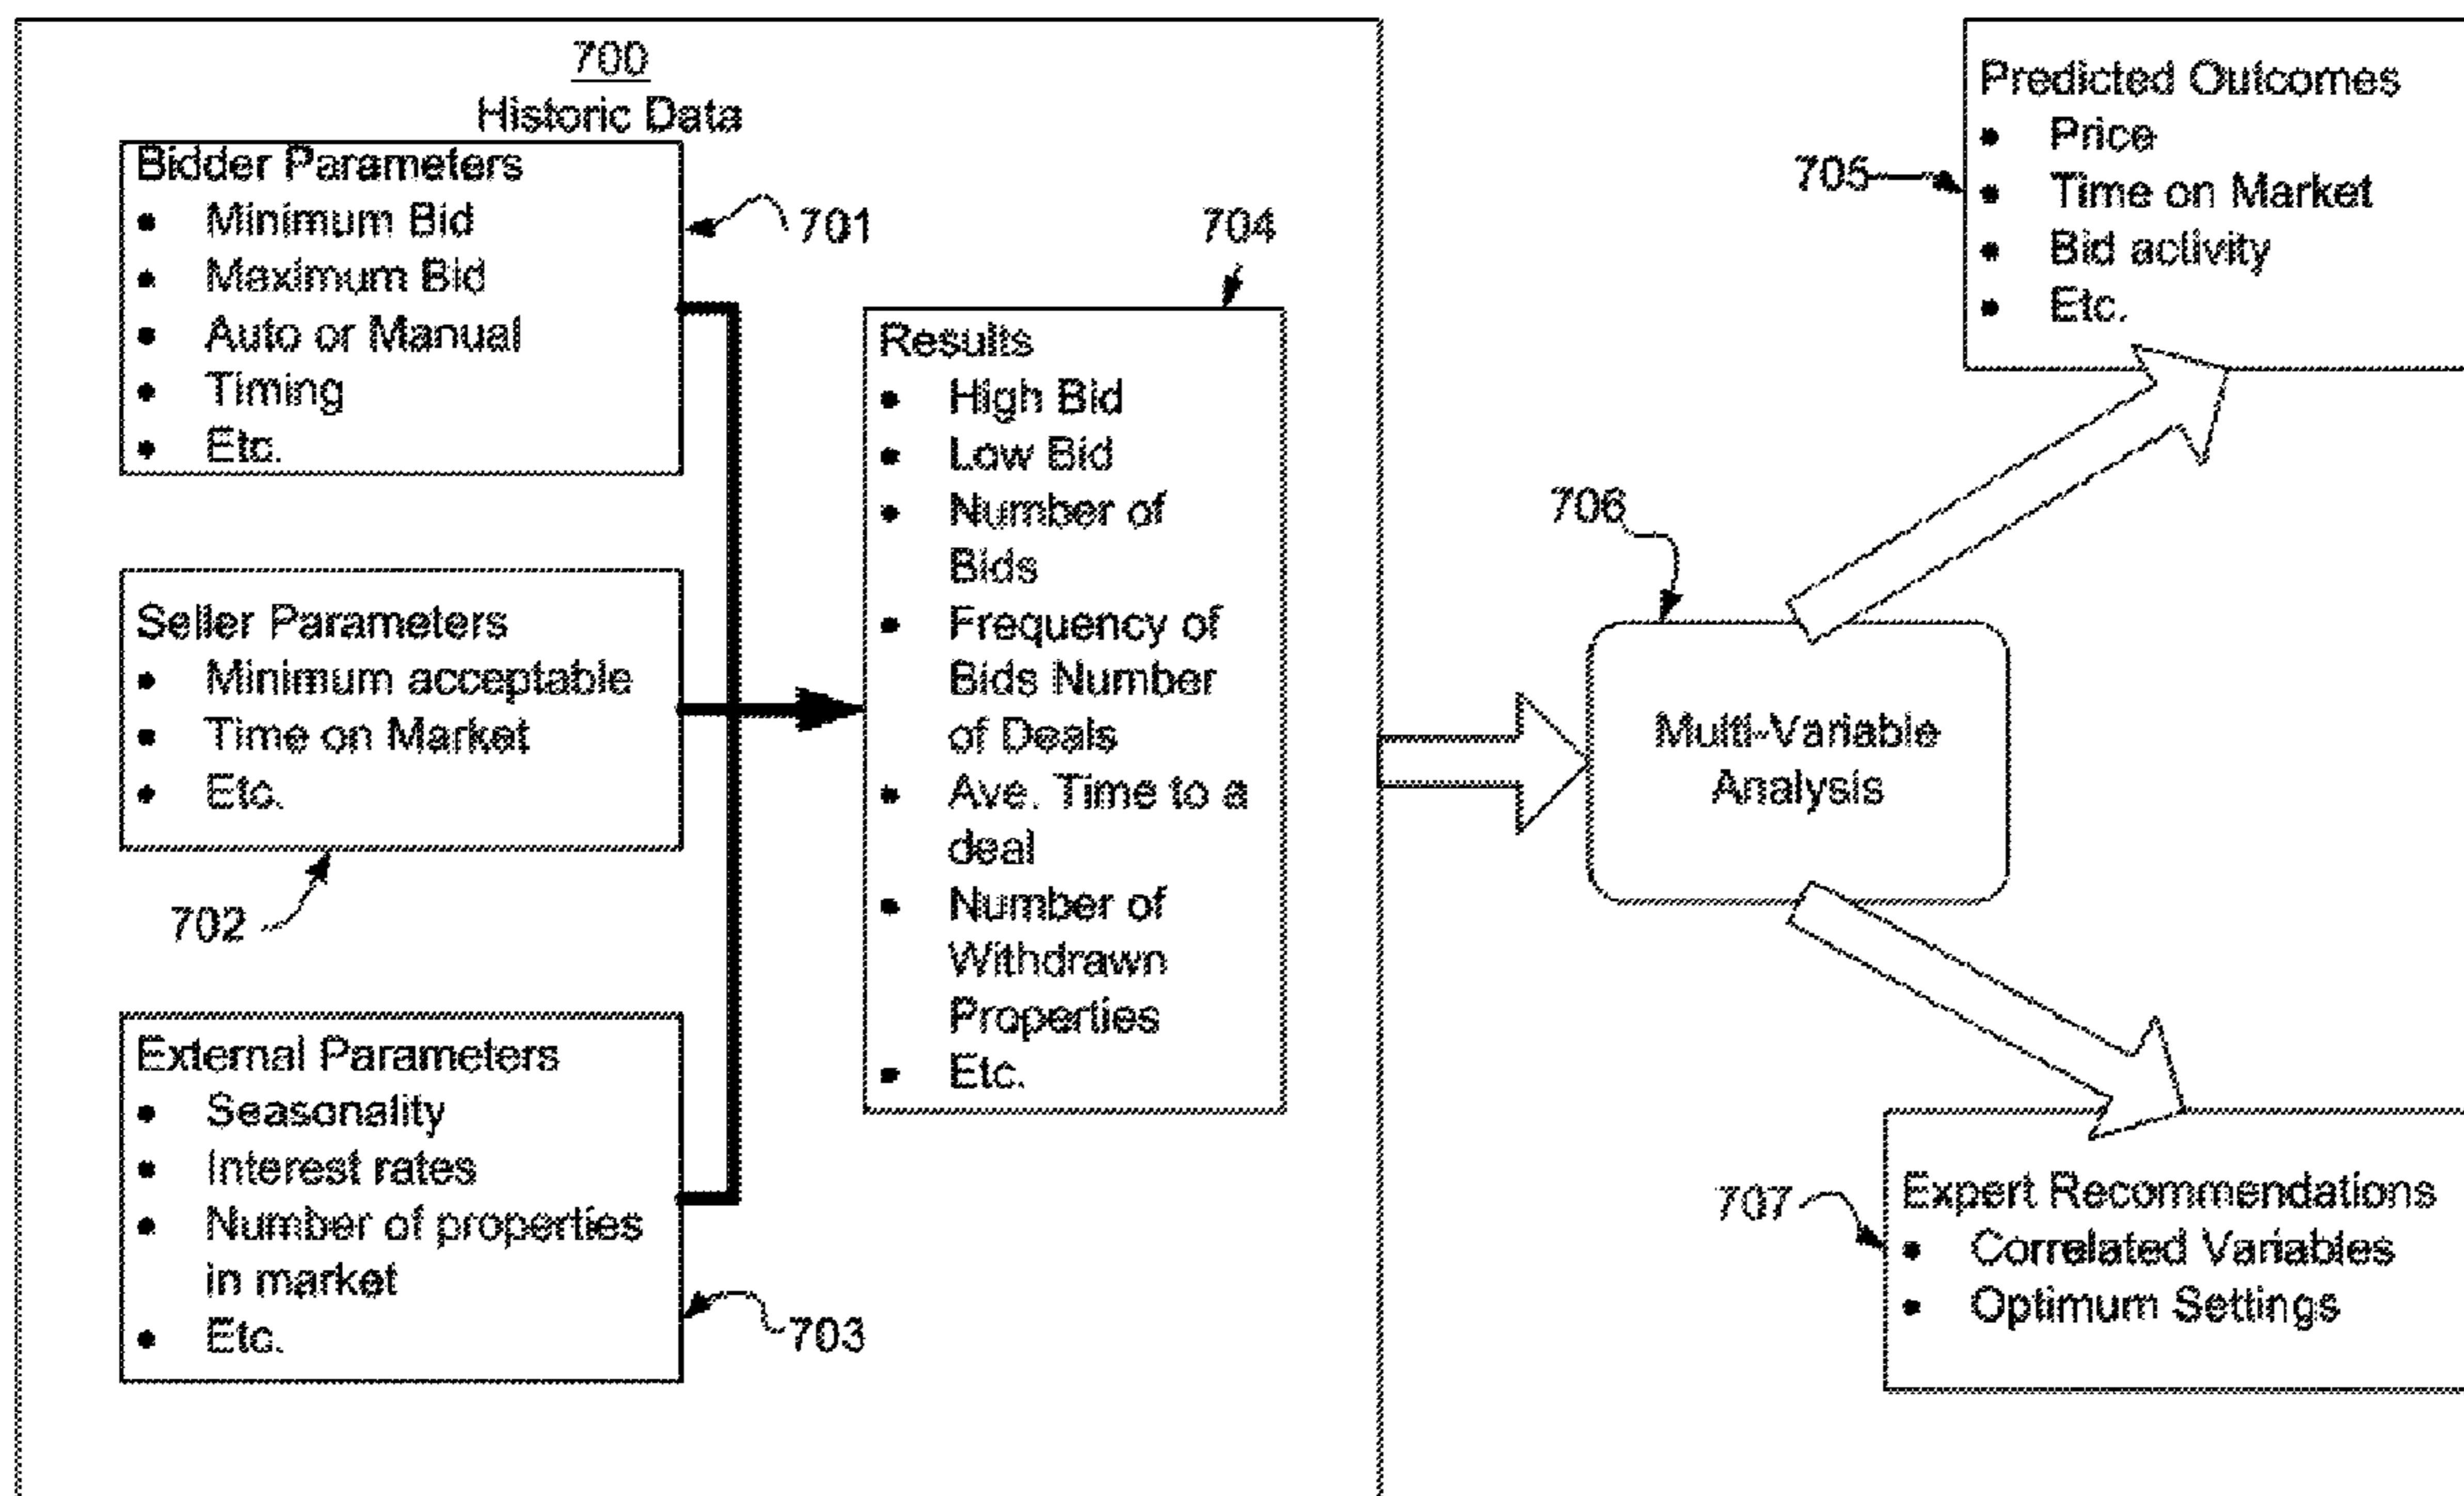 700
Historic Data
Bidder Parameters
• Minimum Bid
• Maximum Bid
• Auto or Manual
• Timing
• Etc.
701
Seller Parameters
• Minimum acceptable
• Time on Market
• Etc.
702
External Parameters
• Seasonality
• Interest rates
• Number of properties
in market
• Etc.
703
704
Results
• High Bid
• Low Bid
• Number of
Bids
• Frequency of
Bids Number
of Deals
• Ave. Time to a
deal
• Number of
Withdrawn
Properties
• Etc.
706
Multi-Variable
Analysis
705
Predicted Outcomes
• Price
• Time on Market
• Bid activity
• Etc.
707
Expert Recommendations
• Correlated Variables
• Optimum Settings